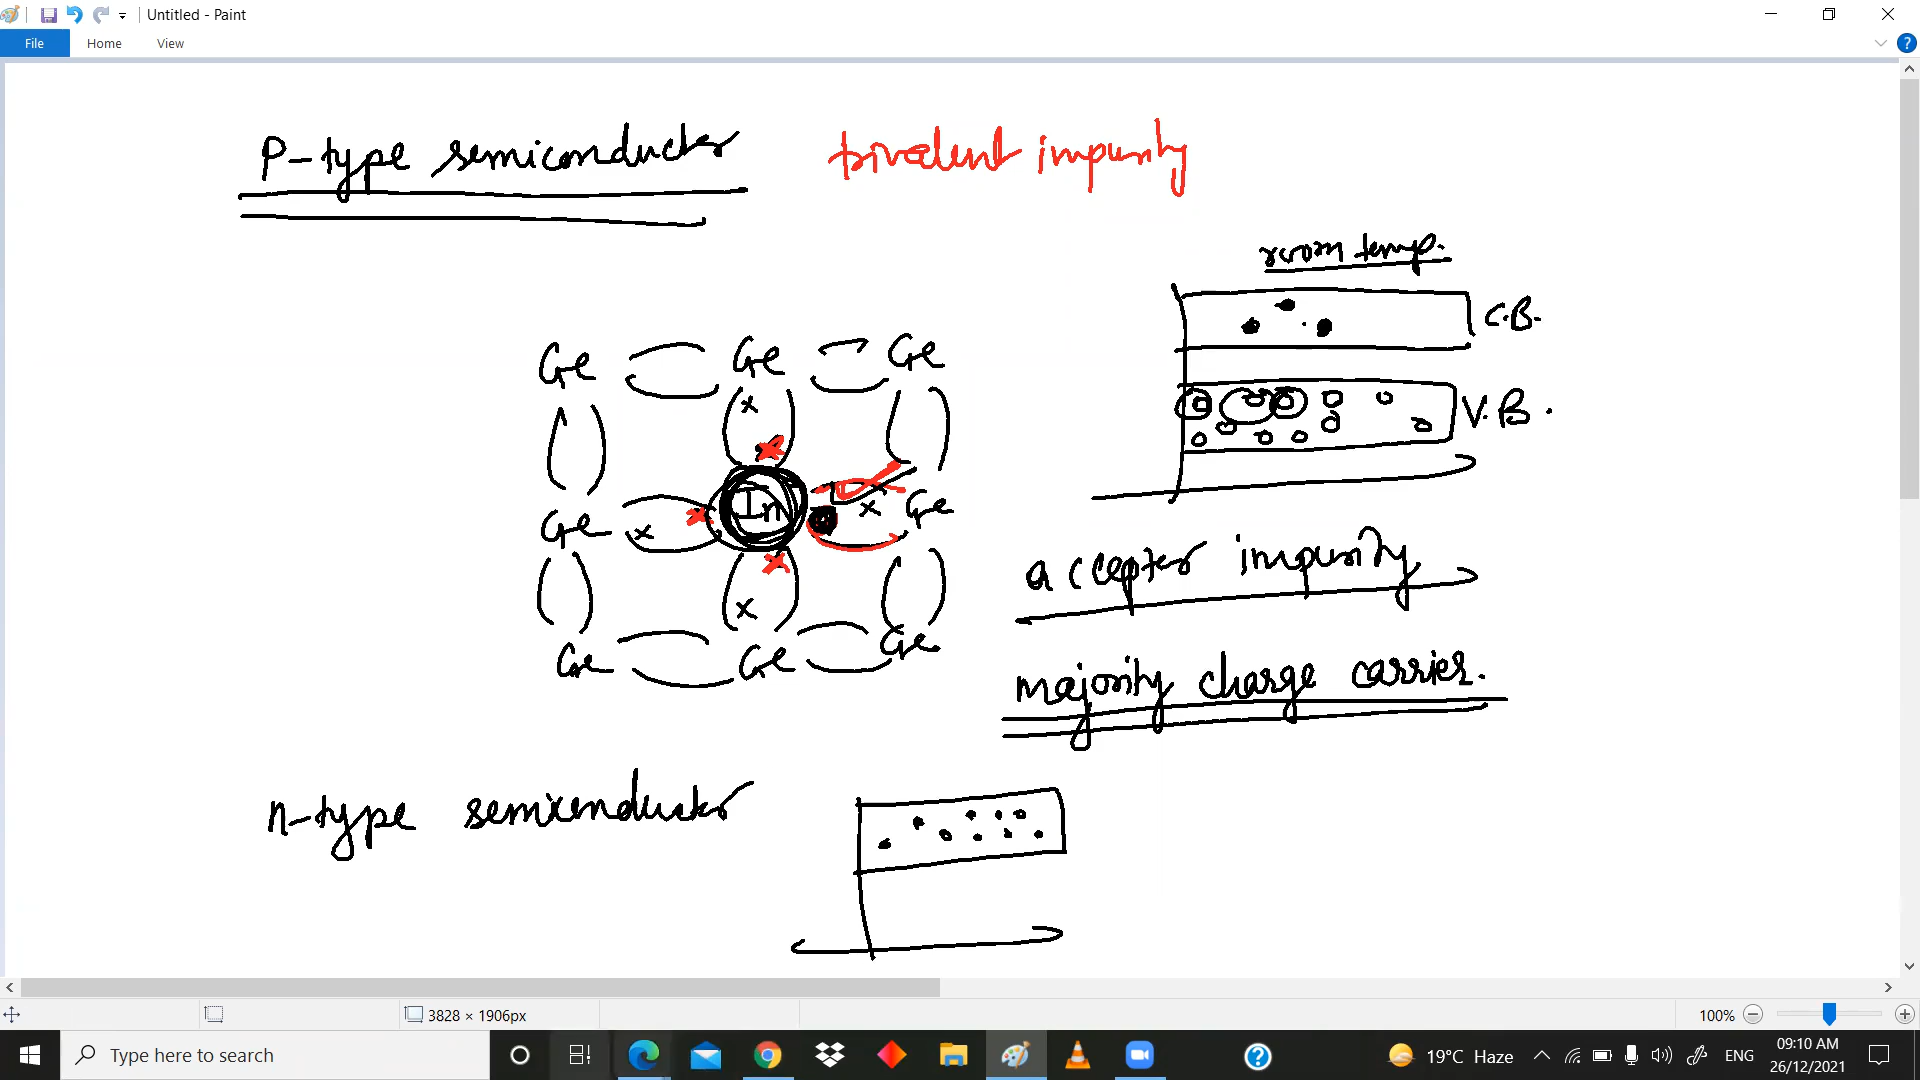 Untitled - Paint
File Home View
P-type semiconductor trivalent impurity
room temp.
C.B.
Ge Ge Ge
x
V.B.
Ge x In x Ge
accepter impurity
x
Ge Ge Ge
majority charge carrier.
n-type semiconductor
3828 × 1906px
100%
Type here to search
19°C Haze
ENG
09:10 AM
26/12/2021